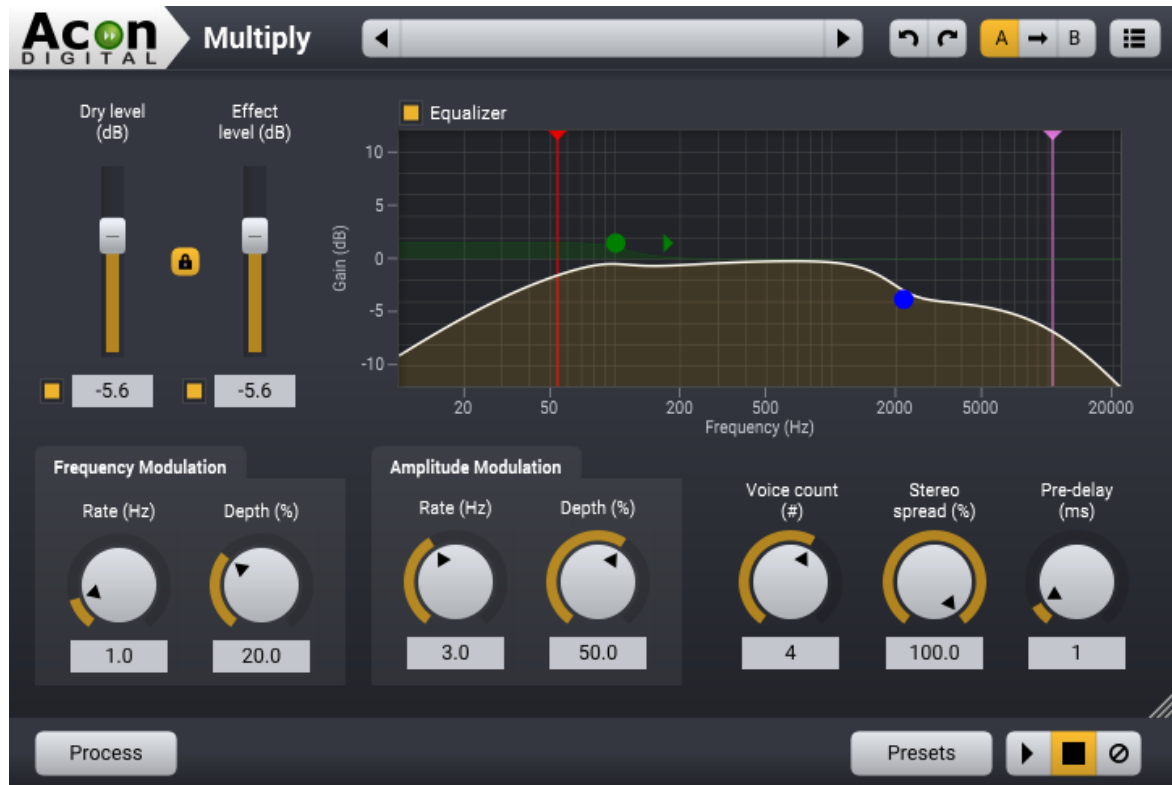 Acon
DIGITAL
Multiply
A
B
Dry level
(dB)
Effect
level (dB)
Equalizer
10
5
0
-5
-10
Gain (dB)
20
50
200
500
2000
5000
20000
Frequency (Hz)
-5.6
-5.6
Frequency Modulation
Rate (Hz)
Depth (%)
1.0
20.0
Amplitude Modulation
Rate (Hz)
Depth (%)
3.0
50.0
Voice count
(#)
Stereo
spread (%)
Pre-delay
(ms)
4
100.0
1
Process
Presets